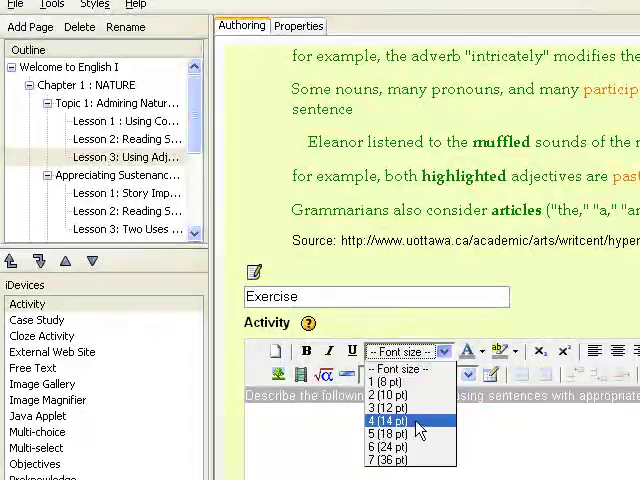 File Tools Styles Help
Add Page Delete Rename
Authoring Properties
Outline
Welcome to English I
Chapter 1 : NATURE
Topic 1: Admiring Natur...
Lesson 1 : Using Co...
Lesson 2: Reading S...
Lesson 3: Using Adj...
Appreciating Sustenanc...
Lesson 1: Story Imp...
Lesson 2: Reading S...
Lesson 3: Two Uses
iDevices
Activity
Case Study
Cloze Activity
External Web Site
Free Text
Image Gallery
Image Magnifier
Java Applet
Multi-choice
Multi-select
Objectives
for example, the adverb "intricately" modifies the
Some nouns, many pronouns, and many particip
sentence
Eleanor listened to the muffled sounds of the
for example, both highlighted adjectives are past
Grammarians also consider articles ("the," "a," "an
Source: http://www.uottawa.ca/academic/arts/writcent/hyper
Exercise
Activity
B I U -- Font size -- A ab x₂ x²
-- Font size --
1 (8 pt)
2 (10 pt)
3 (12 pt)
4 (14 pt)
5 (18 pt)
6 (24 pt)
7 (36 pt)
Describe the following using sentences with appropriate